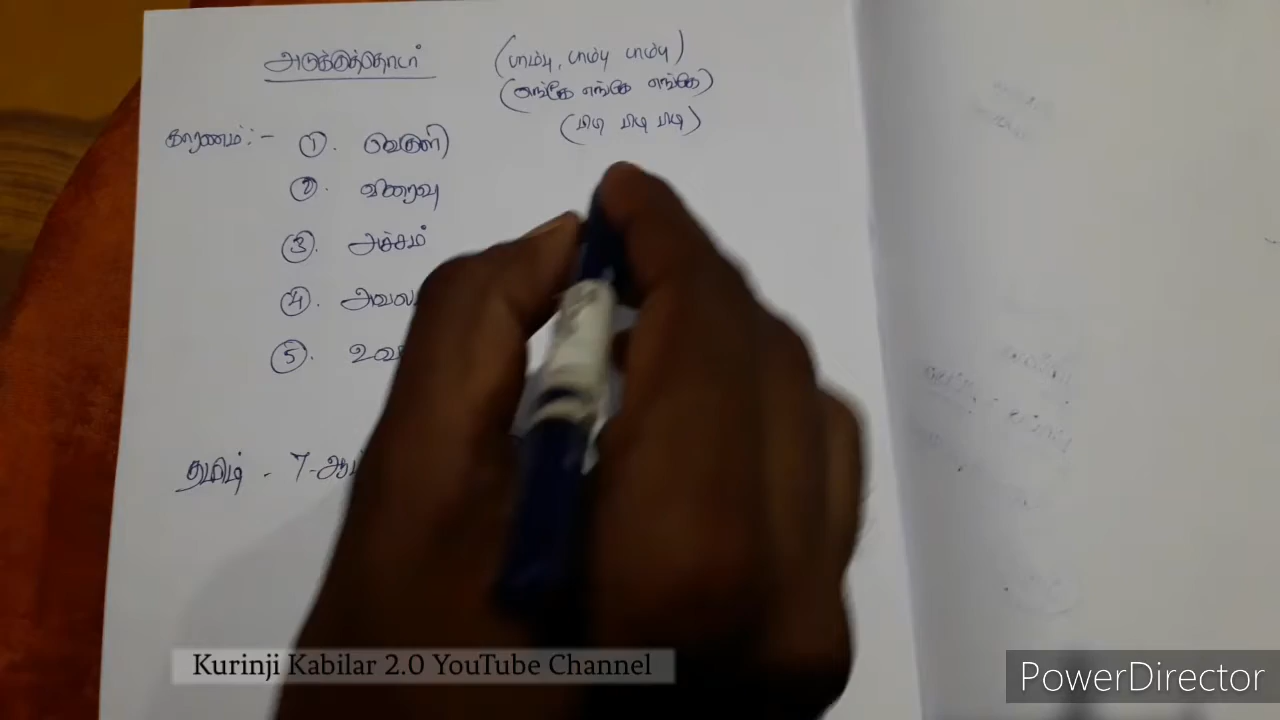 அடுக்குத்தொடர் (பாம்பு, பாம்பு பாம்பு)
(எங்கே எங்கே எங்கே)
(பிடி பிடி பிடி)
காரணம் :- ①. வெகுளி
②. விரைவு
③. அச்சம்
④.
⑤.
தமிழ் - 7-ஆம்
Kurinji Kabilar 2.0 YouTube Channel
PowerDirector